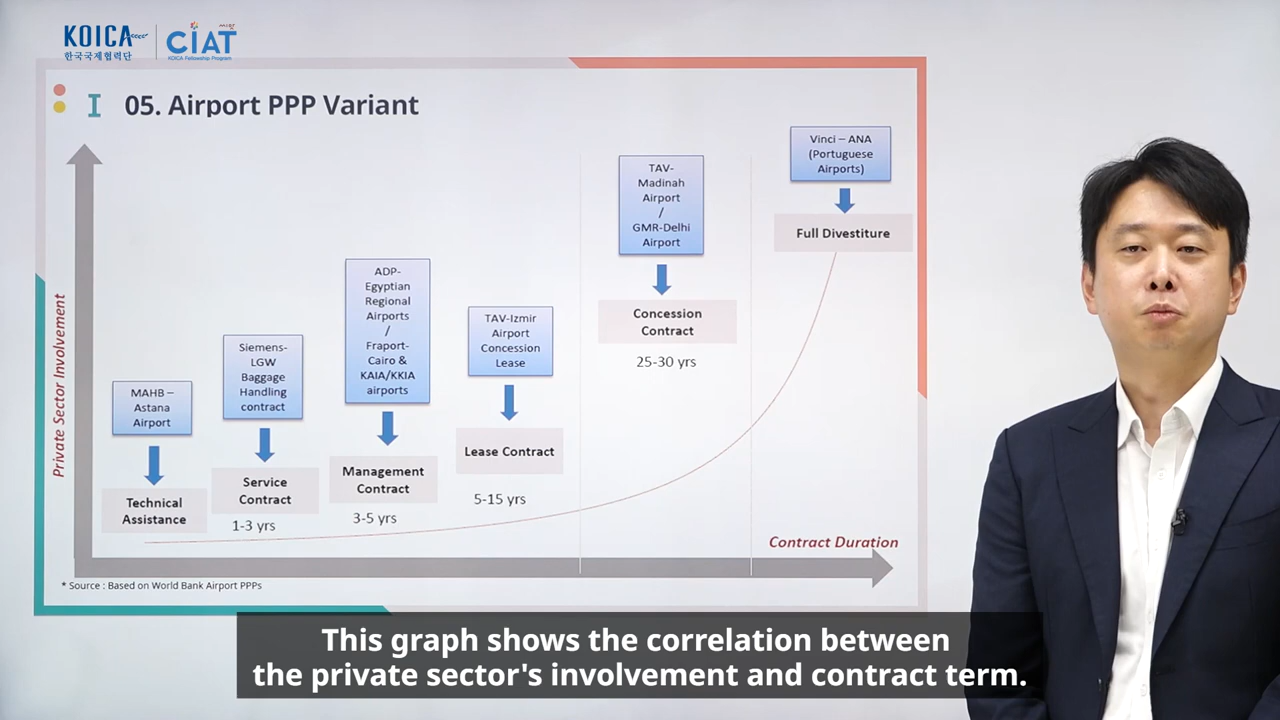 KOICA
한국국제협력단
CIAT
KOICA Fellowship Program
I 05. Airport PPP Variant
Private Sector Involvement
MAHB –
Astana
Airport
Technical
Assistance
Siemens-
LGW
Baggage
Handling
contract
Service
Contract
1-3 yrs
ADP-
Egyptian
Regional
Airports
/
Fraport-
Cairo &
KAIA/KKIA
airports
Management
Contract
3-5 yrs
TAV-Izmir
Airport
Concession
Lease
Lease Contract
5-15 yrs
TAV-
Madinah
Airport
/
GMR-Delhi
Airport
Concession
Contract
25-30 yrs
Vinci – ANA
(Portuguese
Airports)
Full Divestiture
Contract Duration
* Source : Based on World Bank Airport PPPs
This graph shows the correlation between
the private sector's involvement and contract term.